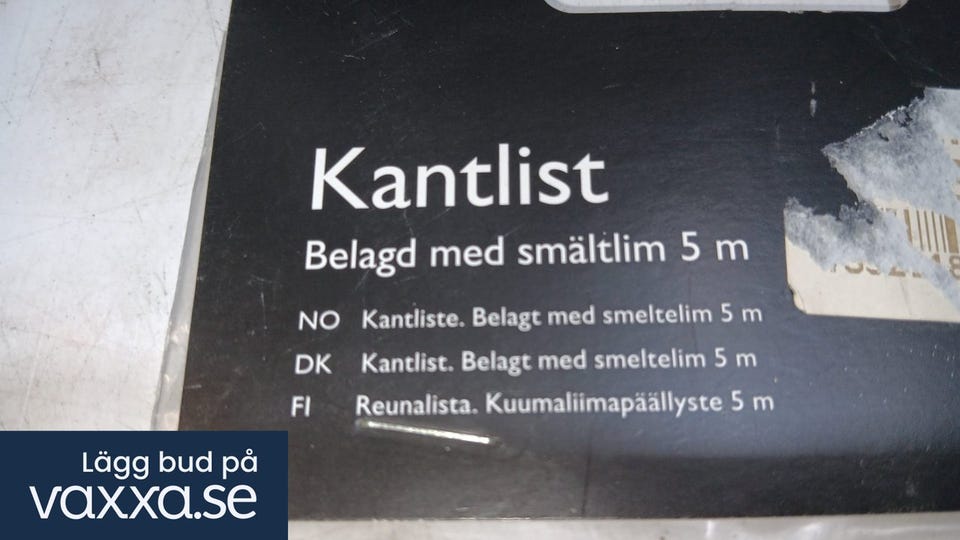 Kantlist
Belagd med smältlim 5 m
NO Kantliste. Belagt med smeltelim 5 m
DK Kantlist. Belagt med smeltelim 5 m
FI Reunalista. Kuumaliimapäällyste 5 m
Lägg bud på
vaxxa.se